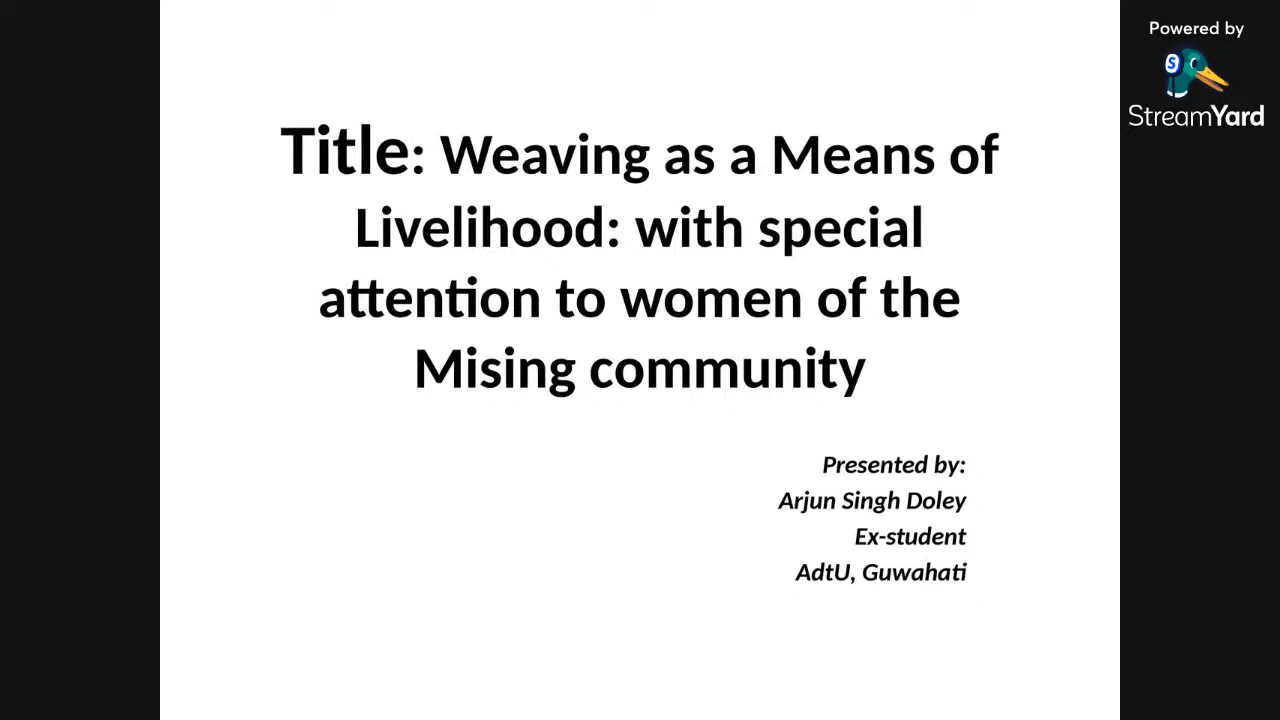 Powered by
StreamYard
Title: Weaving as a Means of
Livelihood: with special
attention to women of the
Mising community
Presented by:
Arjun Singh Doley
Ex-student
AdtU, Guwahati